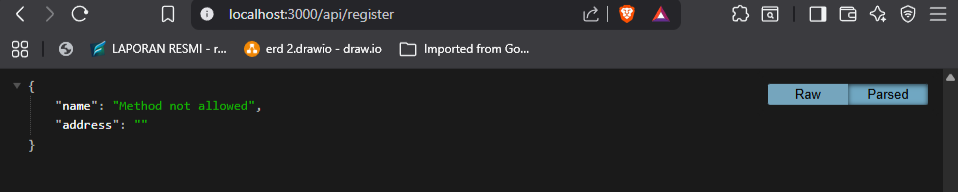 localhost:3000/api/register
LAPORAN RESMI - r...
erd 2.drawio - draw.io
Imported from Go...
{
"name": "Method not allowed",
"address": ""
}
Raw
Parsed